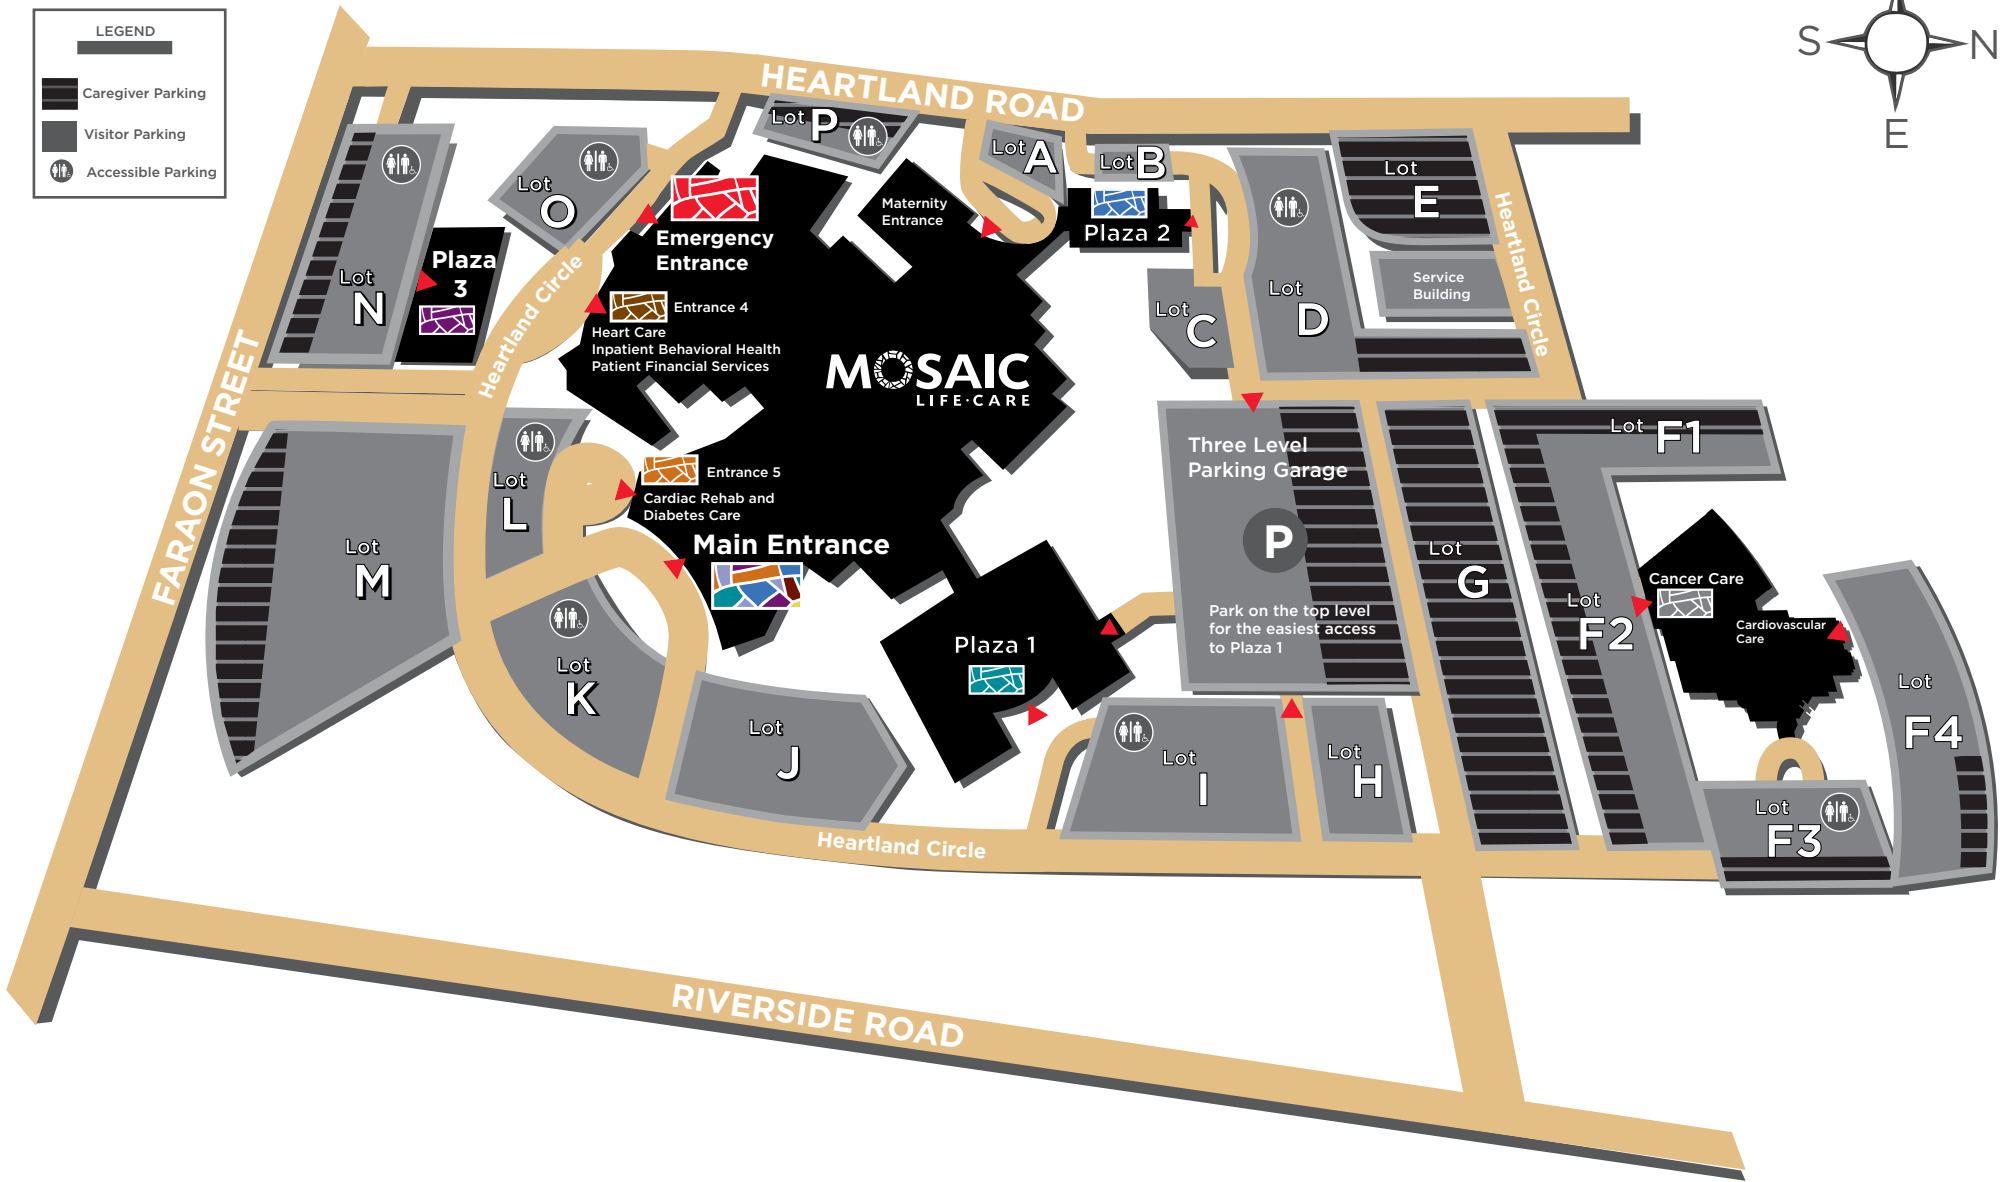 LEGEND
Caregiver Parking
Visitor Parking
Accessible Parking
S
N
E
HEARTLAND ROAD
Lot P
Lot A
Lot B
Lot
E
Lot
O
Maternity
Entrance
Plaza 2
Emergency
Entrance
Plaza
3
Lot
N
Heartland Circle
Entrance 4
Heart Care
Inpatient Behavioral Health
Patient Financial Services
MOSAIC
LIFE·CARE
Lot
C
Lot
D
Service
Building
Heartland Circle
FARAON STREET
Lot
M
Lot
L
Entrance 5
Cardiac Rehab and
Diabetes Care
Main Entrance
Three Level
Parking Garage
P
Park on the top level
for the easiest access
to Plaza 1
Lot
G
Lot F1
Lot
F2
Cancer Care
Cardiovascular
Care
Lot
F4
Lot
K
Plaza 1
Lot
J
Lot
I
Lot
H
Lot
F3
Heartland Circle
RIVERSIDE ROAD